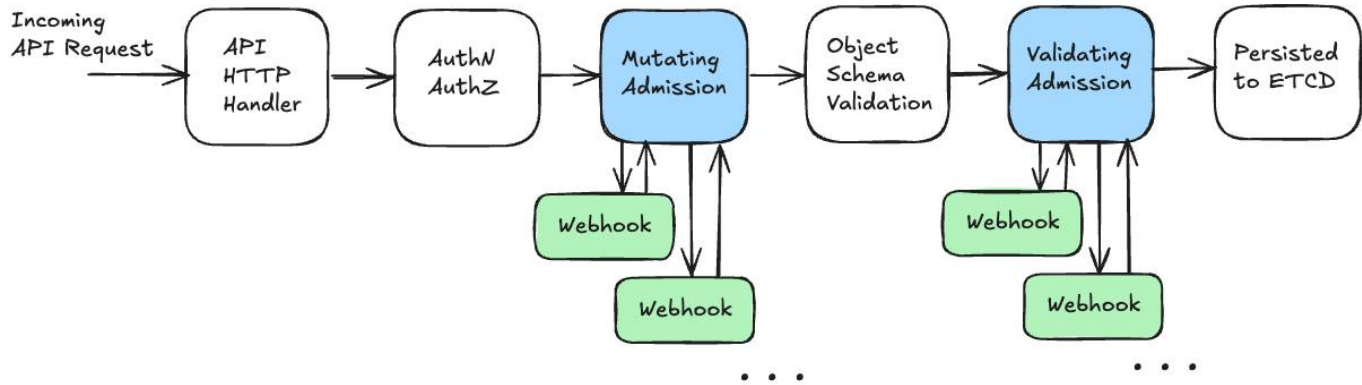 Incoming
API Request
API
HTTP
Handler
AuthN
AuthZ
Mutating
Admission
Object
Schema
Validation
Validating
Admission
Persisted
to ETCD
Webhook
Webhook
Webhook
Webhook
. . .
. . .